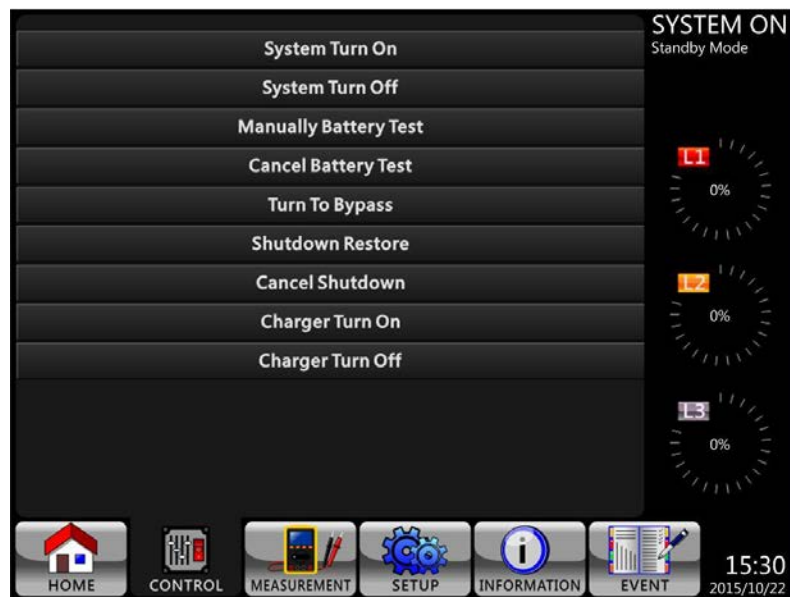 SYSTEM ON
Standby Mode
System Turn On
System Turn Off
Manually Battery Test
Cancel Battery Test
Turn To Bypass
Shutdown Restore
Cancel Shutdown
Charger Turn On
Charger Turn Off
L1
0%
L2
0%
L3
0%
HOME
CONTROL
MEASUREMENT
SETUP
INFORMATION
EVENT
15:30
2015/10/22